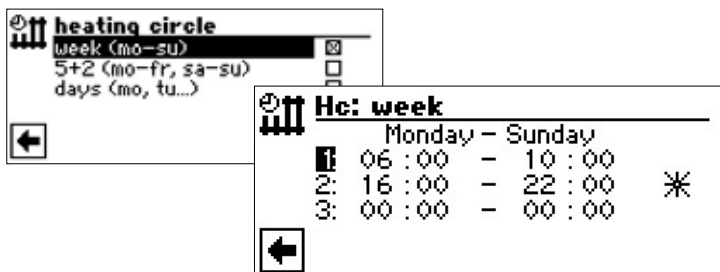 heating circle
week (mo-su)
5+2 (mo-fr, sa-su)
days (mo, tu...)
Hc: week
Monday - Sunday
1: 06 : 00 - 10 : 00
2: 16 : 00 - 22 : 00
3: 00 : 00 - 00 : 00